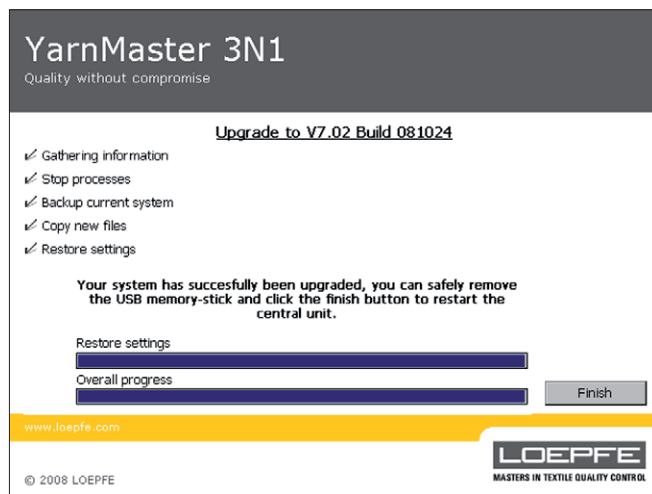 YarnMaster 3N1
Quality without compromise
Upgrade to V7.02 Build 081024
✓ Gathering information
✓ Stop processes
✓ Backup current system
✓ Copy new files
✓ Restore settings
Your system has succesfully been upgraded, you can safely remove
the USB memory-stick and click the finish button to restart the
central unit.
Restore settings
Overall progress
Finish
www.loepfe.com
LOEPFE
MASTERS IN TEXTILE QUALITY CONTROL
© 2008 LOEPFE